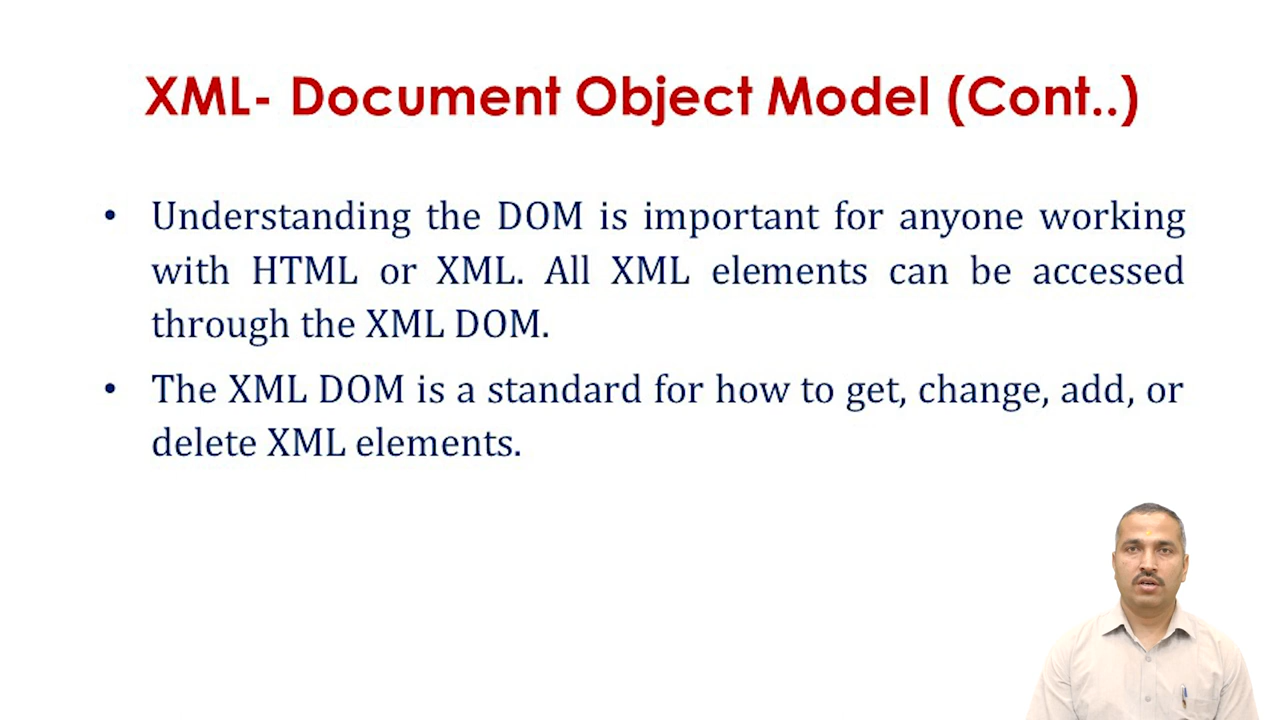 XML- Document Object Model (Cont..)
• Understanding the DOM is important for anyone working
with HTML or XML. All XML elements can be accessed
through the XML DOM.
• The XML DOM is a standard for how to get, change, add, or
delete XML elements.